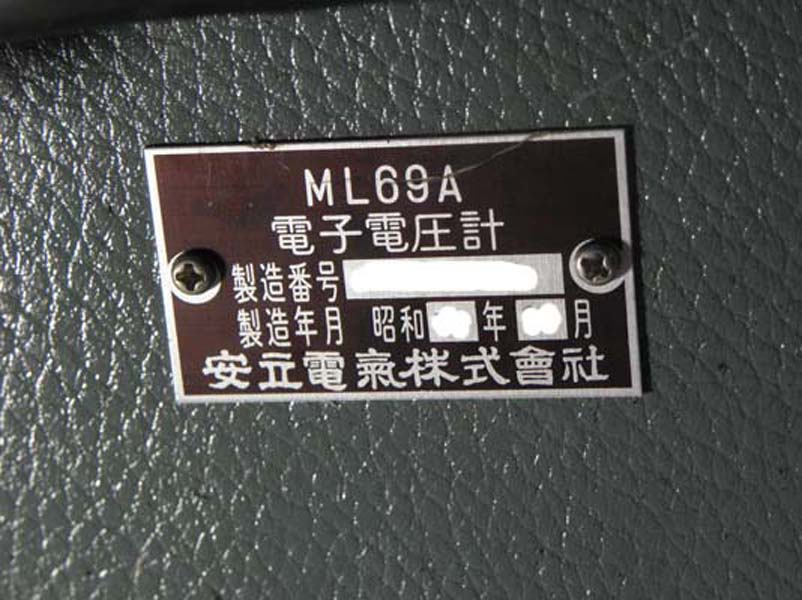 ML69A
電子電圧計
製造番号
製造年月 昭和 年 月
安立電氣株式會社